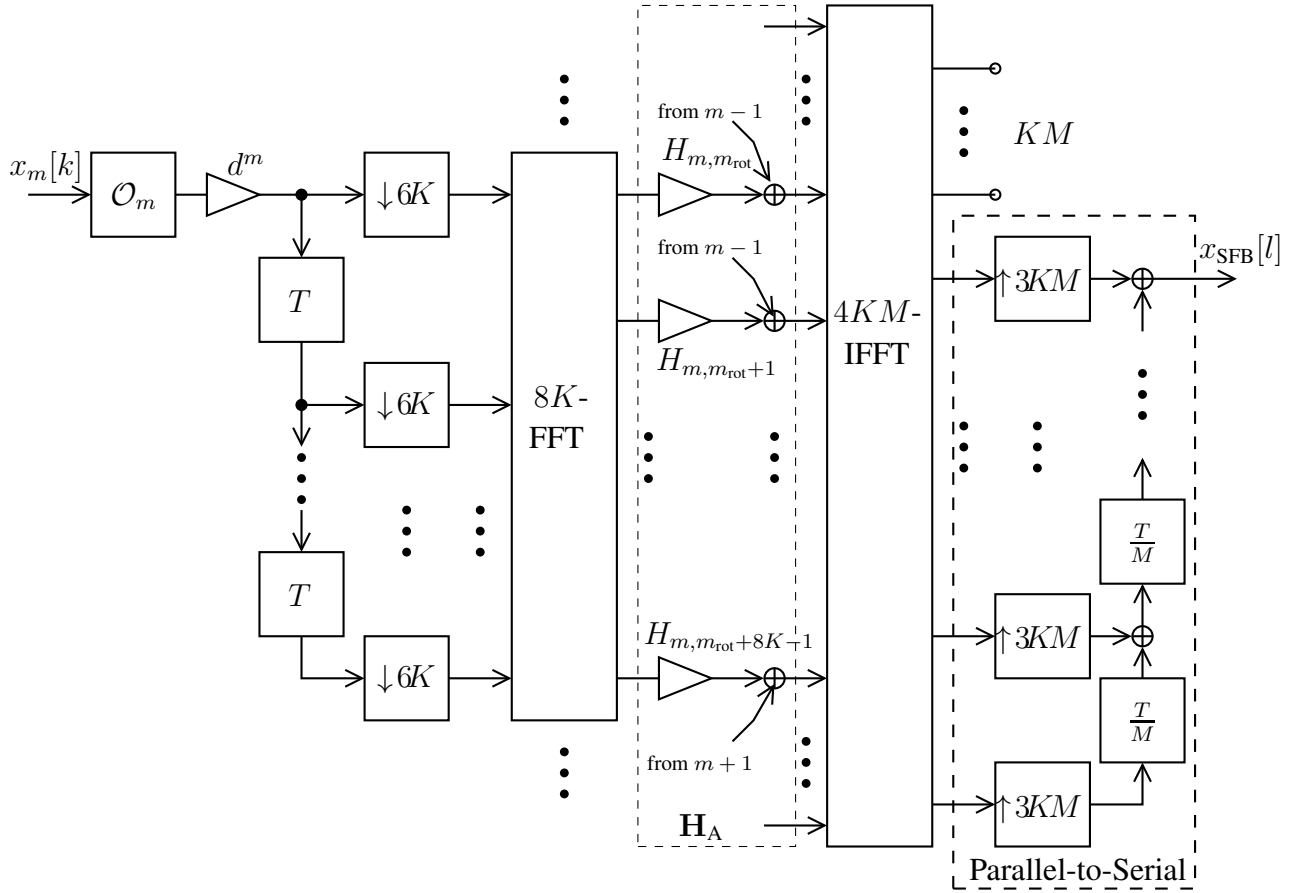 from m − 1
KM
x_m[k]
d^m
H_{m,m_rot}
𝒪_m
↓6K
from m − 1
x_SFB[l]
T
↑3KM
4KM-
IFFT
H_{m,m_rot+1}
↓6K
8K-
FFT
T/M
T
H_{m,m_rot+8K−1}
↑3KM
↓6K
T/M
from m + 1
↑3KM
H_A
Parallel-to-Serial